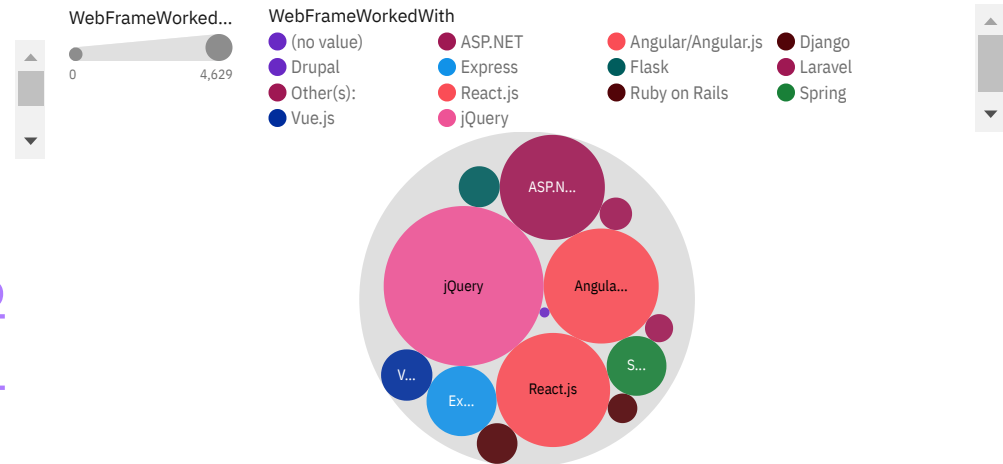 WebFrameWorked...
0 4,629
WebFrameWorkedWith
(no value) ASP.NET Angular/Angular.js Django
Drupal Express Flask Laravel
Other(s): React.js Ruby on Rails Spring
Vue.js jQuery
ASP.N...
jQuery
Angula...
S...
V...
React.js
Ex...